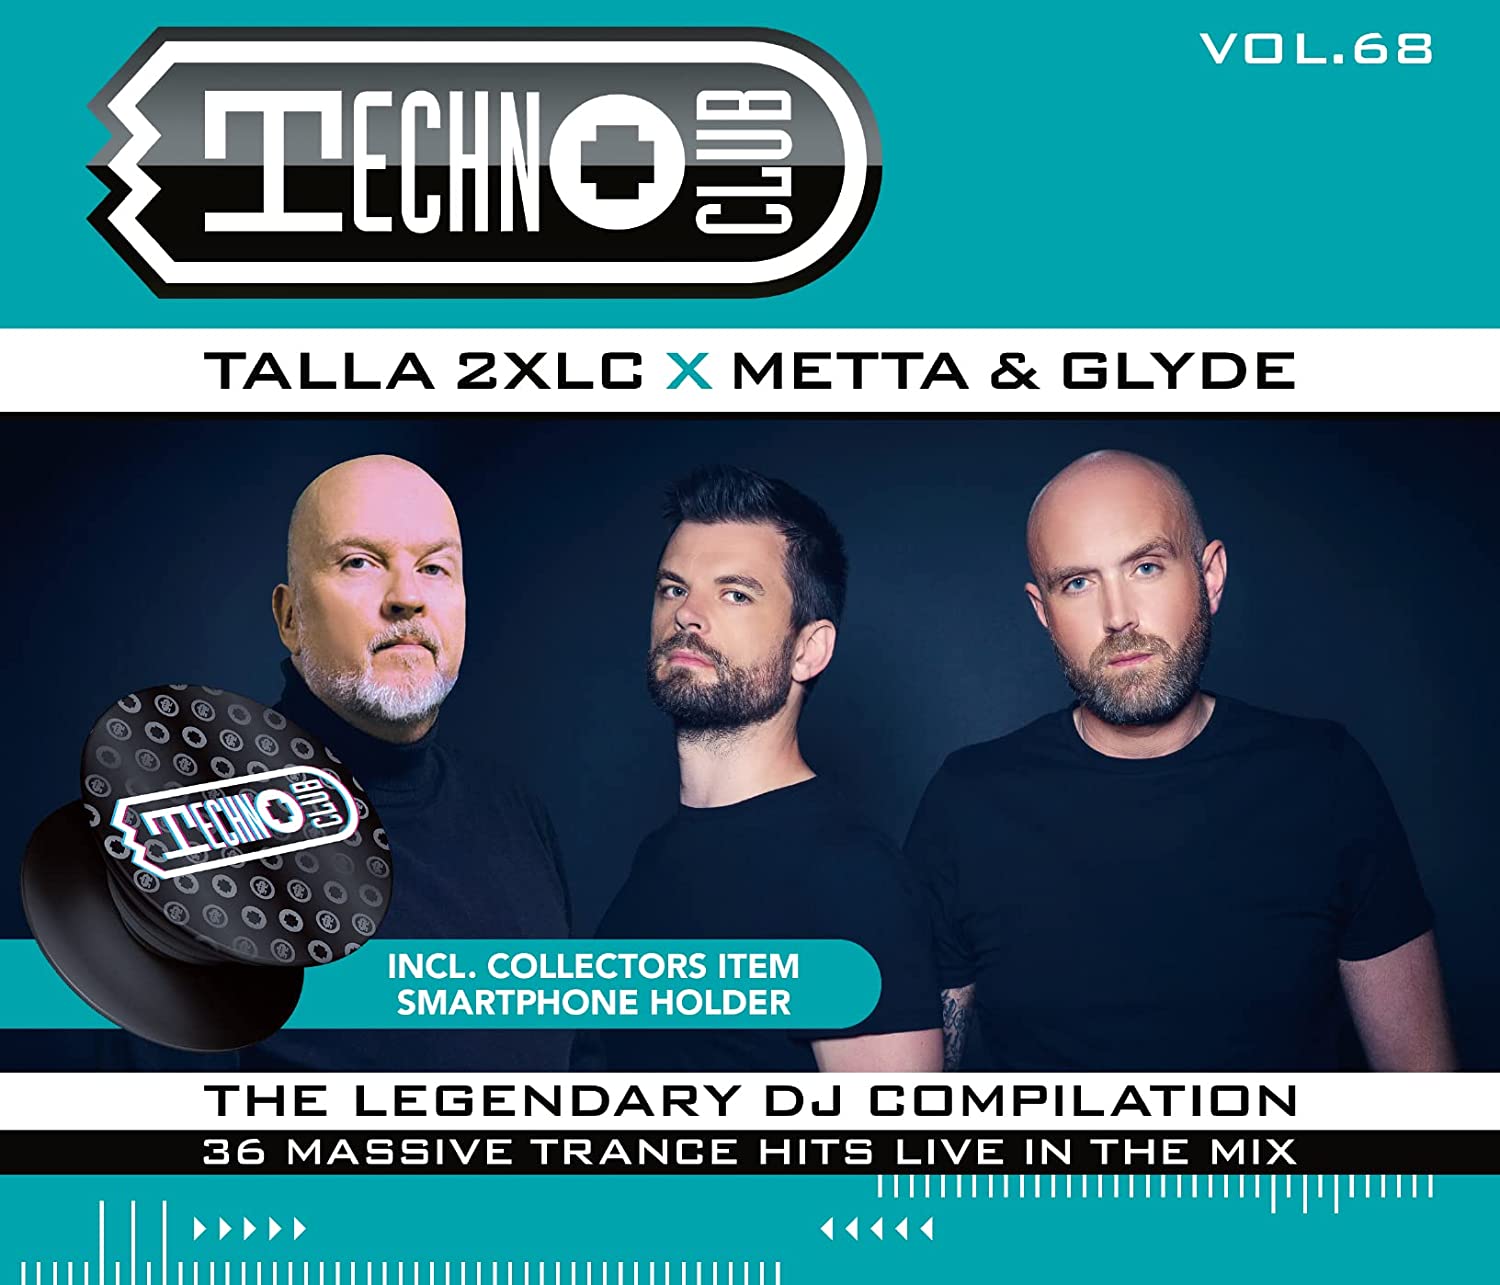 VOL.68
TECHNO CLUB
TALLA 2XLC X METTA & GLYDE
TECHNO CLUB
INCL. COLLECTORS ITEM
SMARTPHONE HOLDER
THE LEGENDARY DJ COMPILATION
36 MASSIVE TRANCE HITS LIVE IN THE MIX